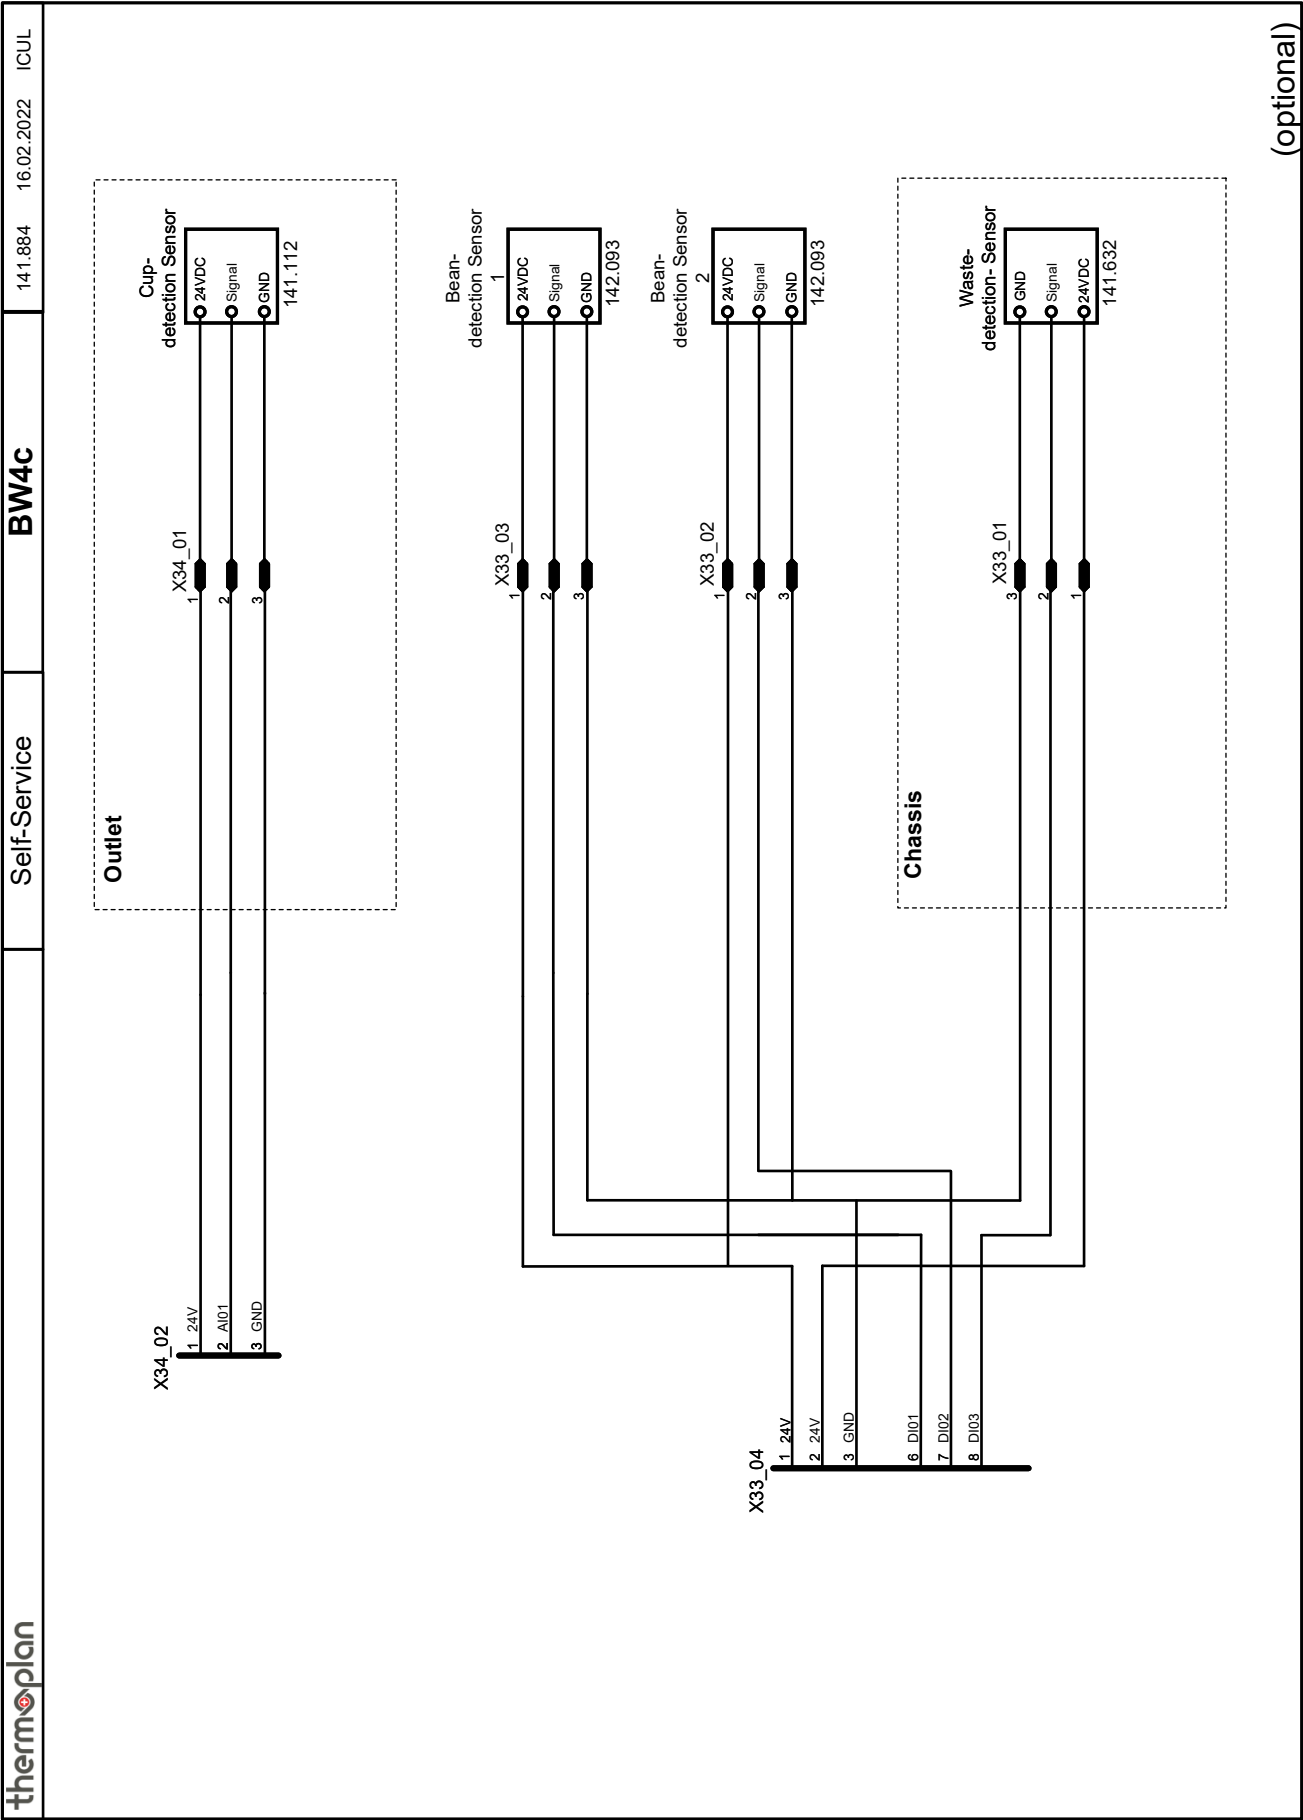 thermoplan
Self-Service
BW4c
141.884
16.02.2022
ICUL
Outlet
X34_02
1 24V
2 AI01
3 GND
X34_01
1
2
3
Cup-
detection Sensor
24VDC
Signal
GND
141.112
X33_03
1
2
3
Bean-
detection Sensor
1
24VDC
Signal
GND
142.093
X33_02
1
2
3
Bean-
detection Sensor
2
24VDC
Signal
GND
142.093
X33_04
1 24V
2 24V
3 GND
6 DI01
7 DI02
8 DI03
Chassis
X33_01
3
2
1
Waste-
detection- Sensor
GND
Signal
24VDC
141.632
(optional)